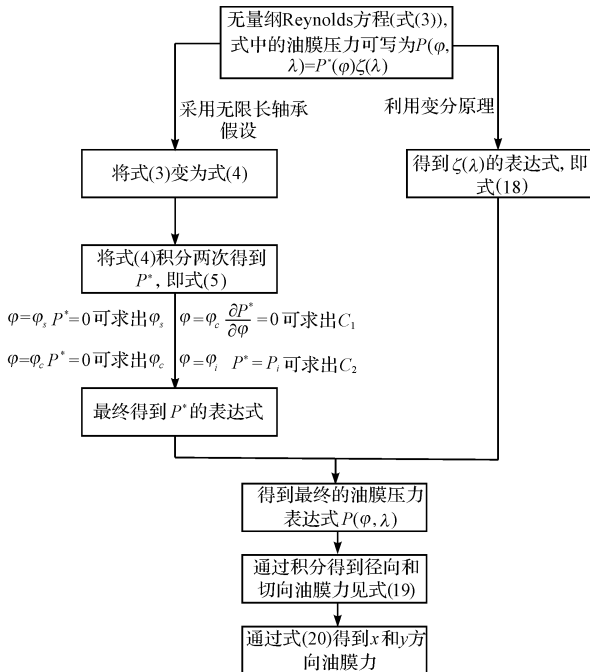 无量纲Reynolds方程(式(3)),
式中的油膜压力可写为P(φ,
λ)=P*(φ)ζ(λ)
采用无限长轴承
假设
利用变分原理
将式(3)变为式(4)
得到ζ(λ)的表达式, 即
式(18)
将式(4)积分两次得到
P*, 即式(5)
φ=φs P*=0可求出φs φ=φc ∂P*/∂φ=0可求出C1
φ=φc P*=0可求出φc φ=φi P*=Pi可求出C2
最终得到P*的表达式
得到最终的油膜压力
表达式P(φ,λ)
通过积分得到径向和
切向油膜力见式(19)
通过式(20)得到x和y方
向油膜力